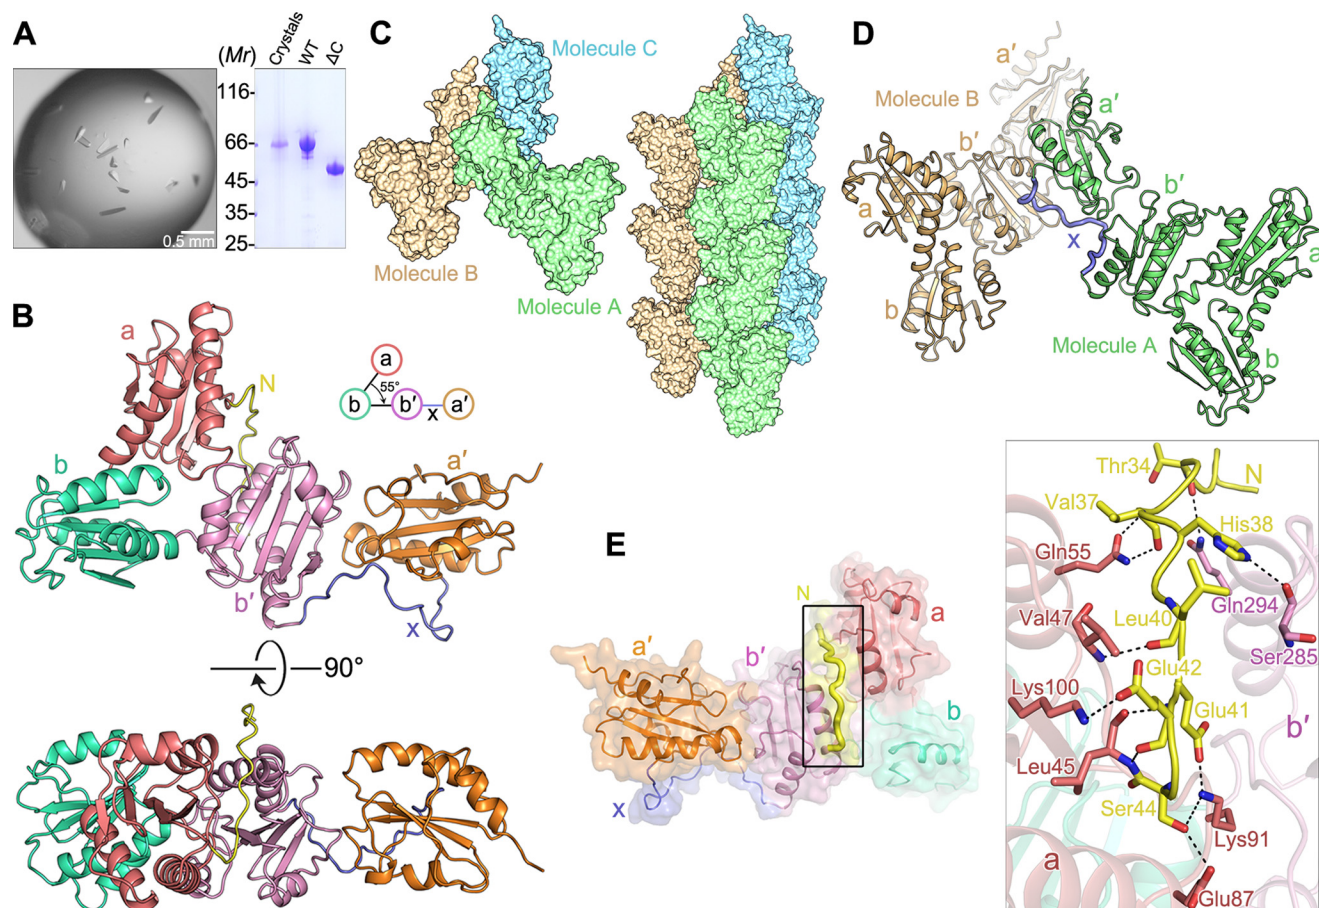 A
(Mr)
Crystals
WT
ΔC
116-
66-
45-
35-
25-
0.5 mm
B
a
N
b
b′
a′
x
a
55°
b
b′
x
a′
90°
C
Molecule C
Molecule B
Molecule A
D
a′
Molecule B
a′
b′
b′
a
x
a
b
Molecule A
b
E
N
a
a′
b′
b
x
Thr34
N
Val37
His38
Gln55
Gln294
Val47
Leu40
Ser285
Glu42
Lys100
Glu41
b′
Leu45
Ser44
Lys91
a
Glu87